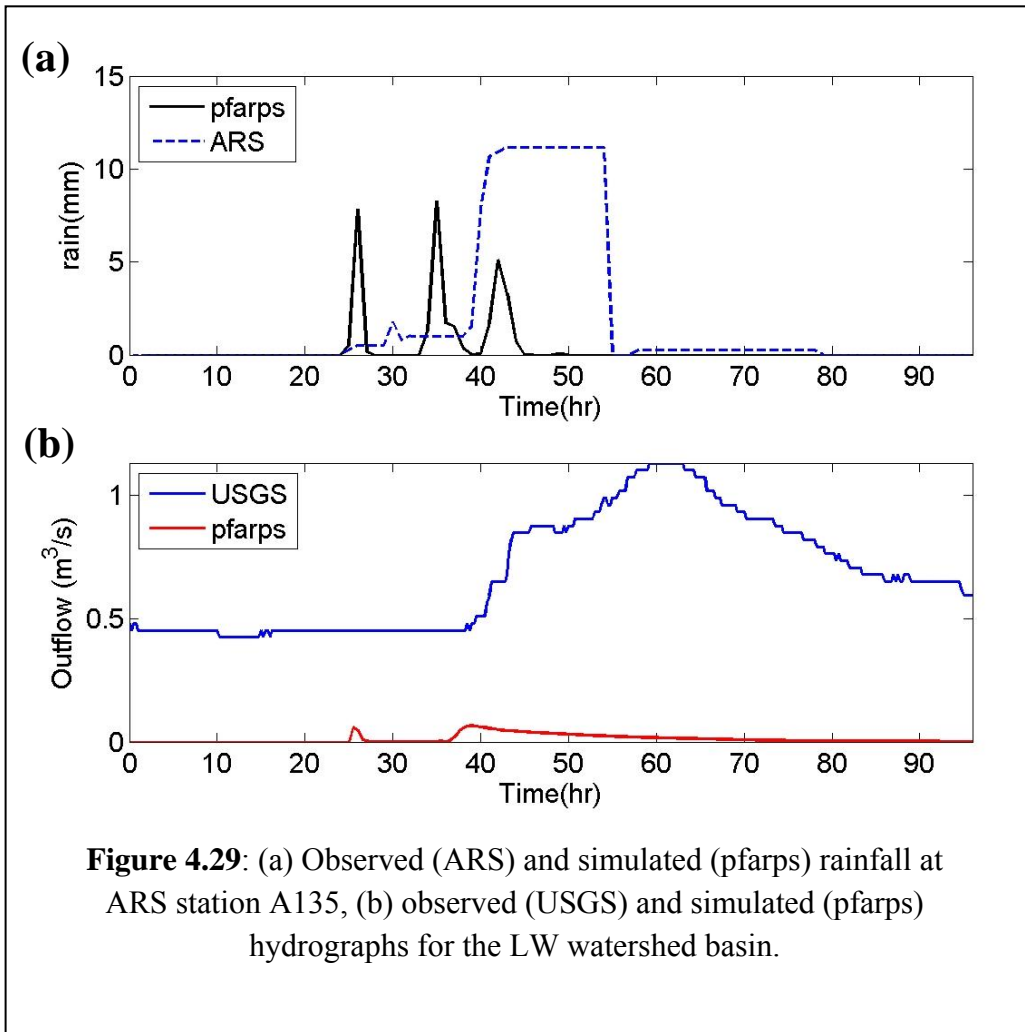 (a)
15
10
5
0
rain(mm)
pfarps
ARS
0 10 20 30 40 50 60 70 80 90
Time(hr)
(b)
1
0.5
0
Outflow (m³/s)
USGS
pfarps
0 10 20 30 40 50 60 70 80 90
Time(hr)
Figure 4.29: (a) Observed (ARS) and simulated (pfarps) rainfall at
ARS station A135, (b) observed (USGS) and simulated (pfarps)
hydrographs for the LW watershed basin.